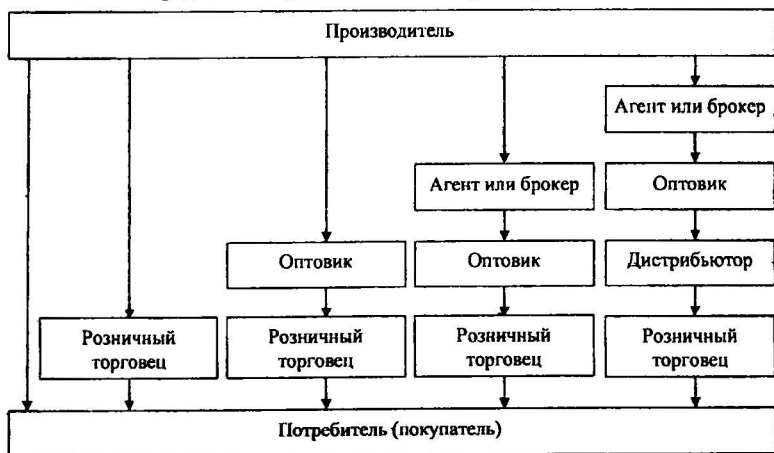 Производитель
Агент или брокер
Агент или брокер
Оптовик
Оптовик
Оптовик
Дистрибьютор
Розничный
торговец
Розничный
торговец
Розничный
торговец
Розничный
торговец
Потребитель (покупатель)